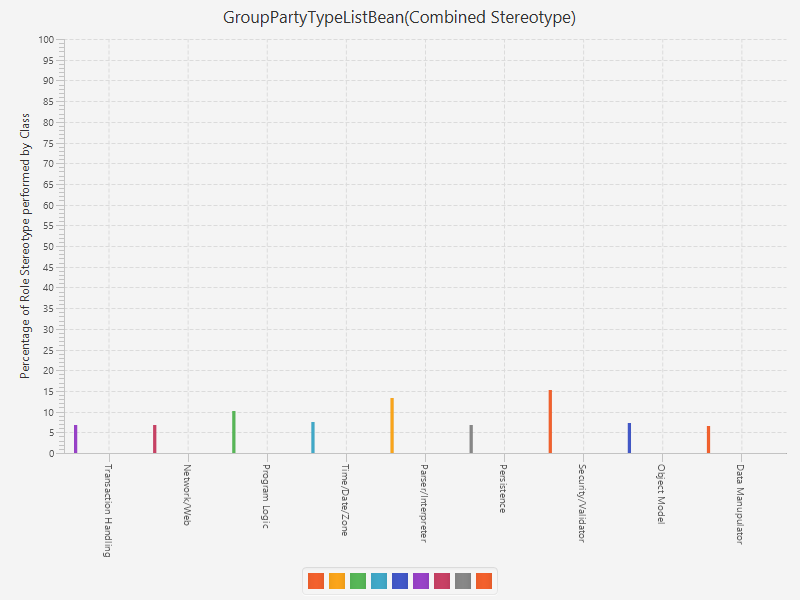 GroupPartyTypeListBean(Combined Stereotype)
Percentage of Role Stereotype performed by Class
100
95
90
85
80
75
70
65
60
55
50
45
40
35
30
25
20
15
10
5
0
Transaction Handling
Network/Web
Program Logic
Time/Date/Zone
Parser/Interpreter
Persistence
Security/Validator
Object Model
Data Manupulator